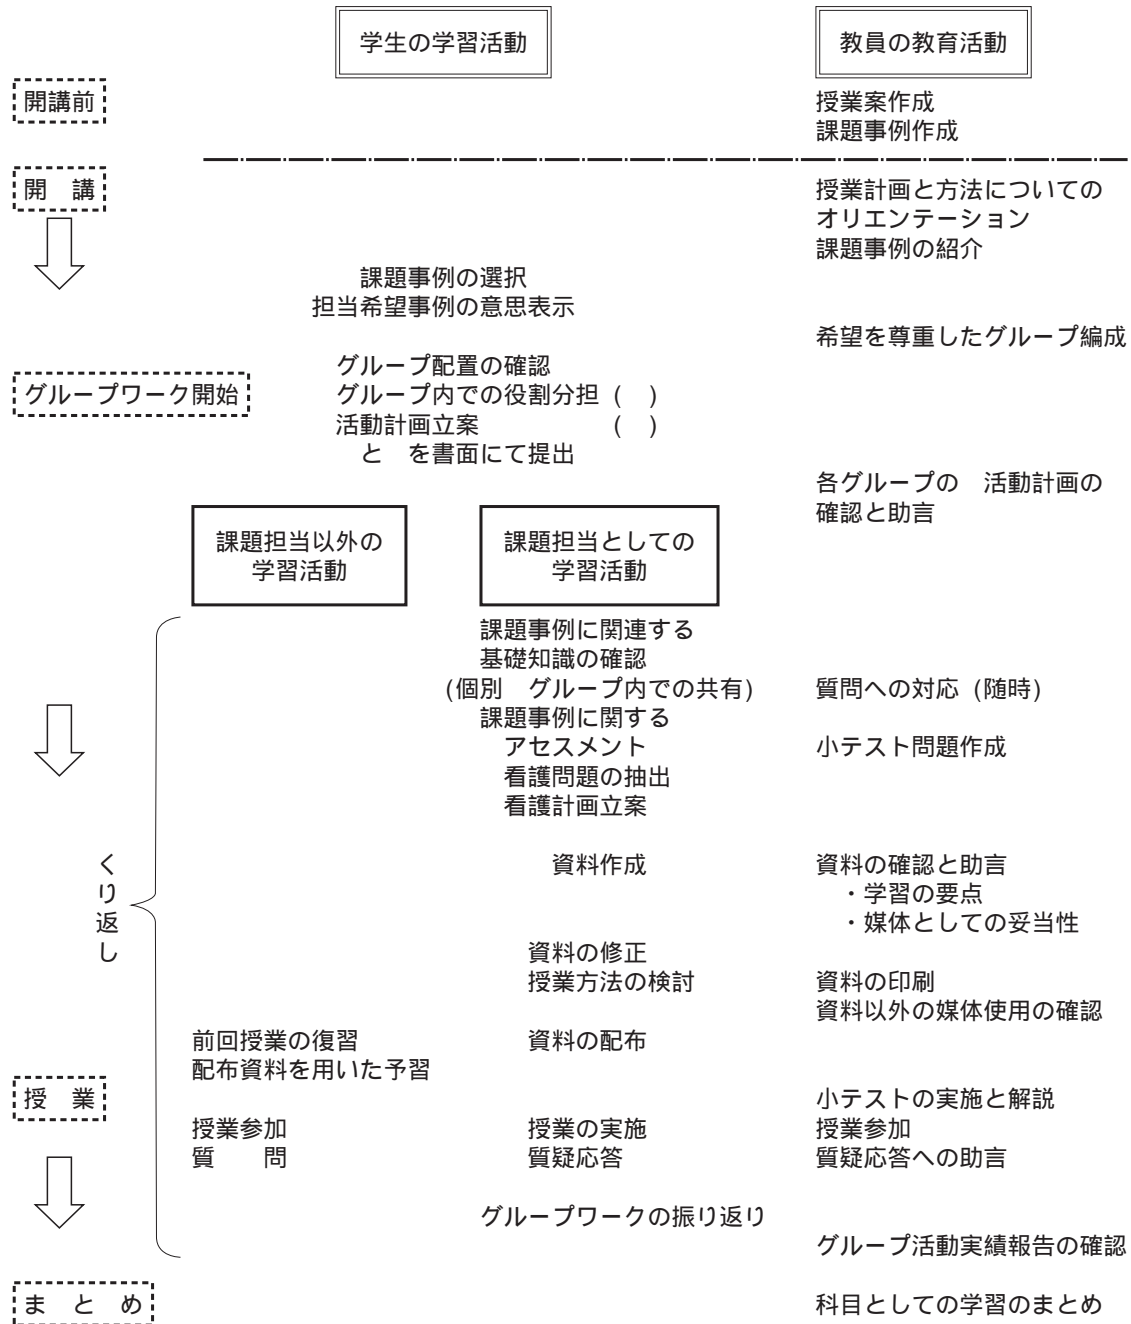 学生の学習活動 教員の教育活動
開講前 授業案作成
課題事例作成
開 講 授業計画と方法についての
オリエンテーション
課題事例の紹介
課題事例の選択
担当希望事例の意思表示
希望を尊重したグループ編成
グループ配置の確認
グループワーク開始 グループ内での役割分担 ( )
活動計画立案 ( )
と を書面にて提出
各グループの 活動計画の
確認と助言
課題担当以外の
学習活動
課題担当としての
学習活動
課題事例に関連する
基礎知識の確認
(個別 グループ内での共有) 質問への対応 (随時)
課題事例に関する
アセスメント 小テスト問題作成
看護問題の抽出
看護計画立案
くり返し
資料作成 資料の確認と助言
・学習の要点
・媒体としての妥当性
資料の修正
授業方法の検討 資料の印刷
資料以外の媒体使用の確認
前回授業の復習 資料の配布
配布資料を用いた予習
授 業 小テストの実施と解説
授業参加 授業の実施 授業参加
質 問 質疑応答 質疑応答への助言
グループワークの振り返り
グループ活動実績報告の確認
ま と め 科目としての学習のまとめ